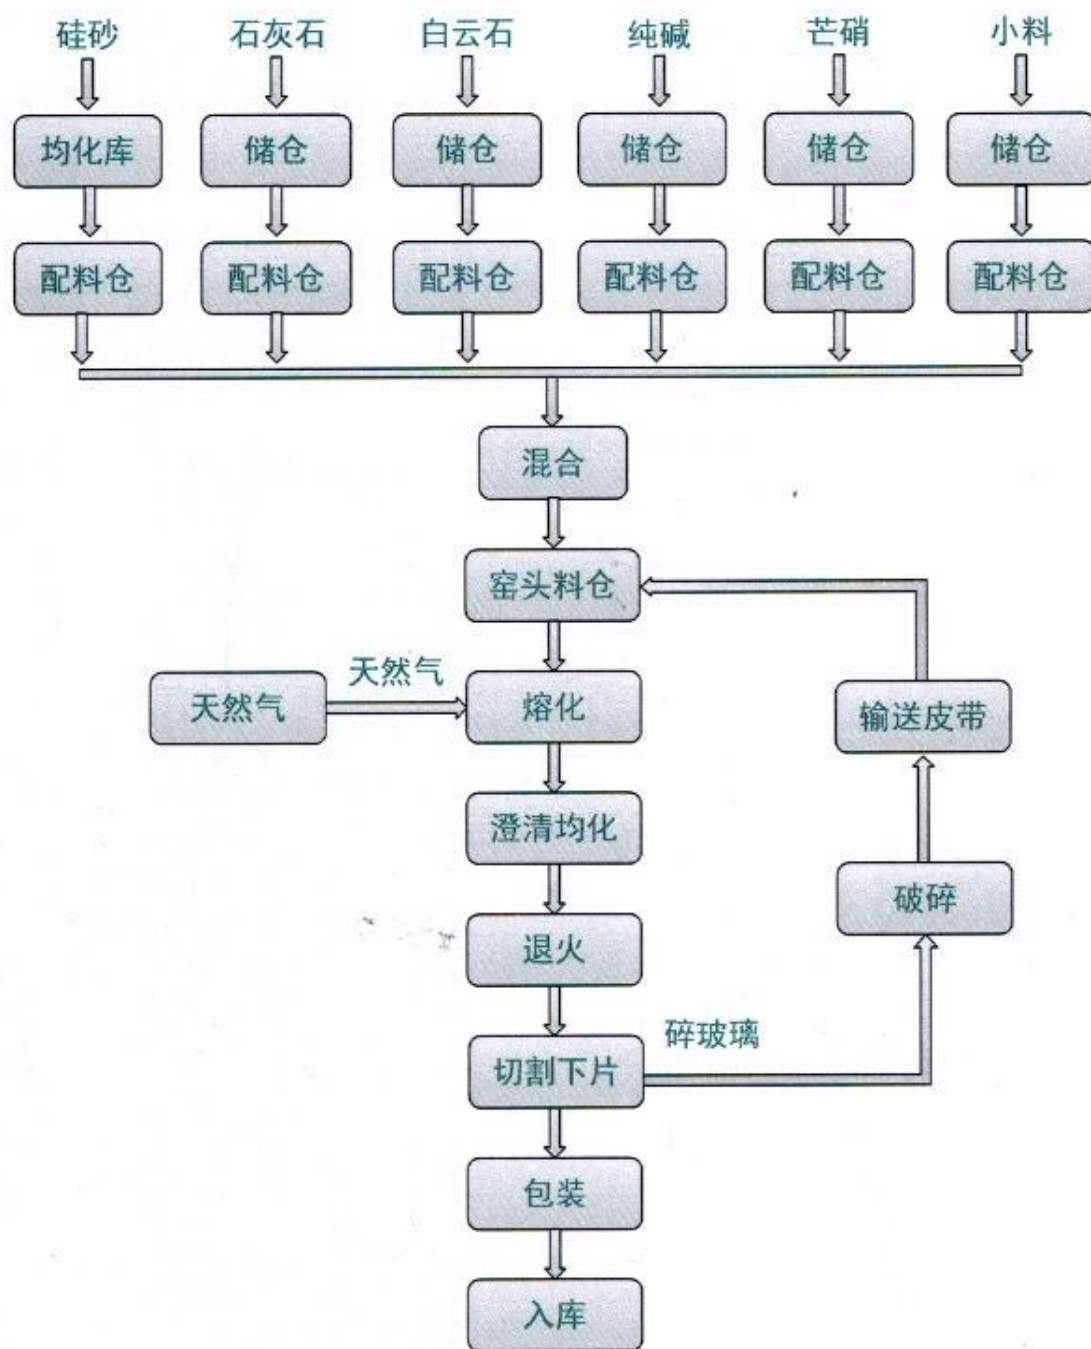 硅砂 石灰石 白云石 纯碱 芒硝 小料
均化库 储仓 储仓 储仓 储仓 储仓
配料仓 配料仓 配料仓 配料仓 配料仓 配料仓
混合
窑头料仓
天然气
天然气 熔化 输送皮带
澄清均化
破碎
退火
碎玻璃
切割下片
包装
入库